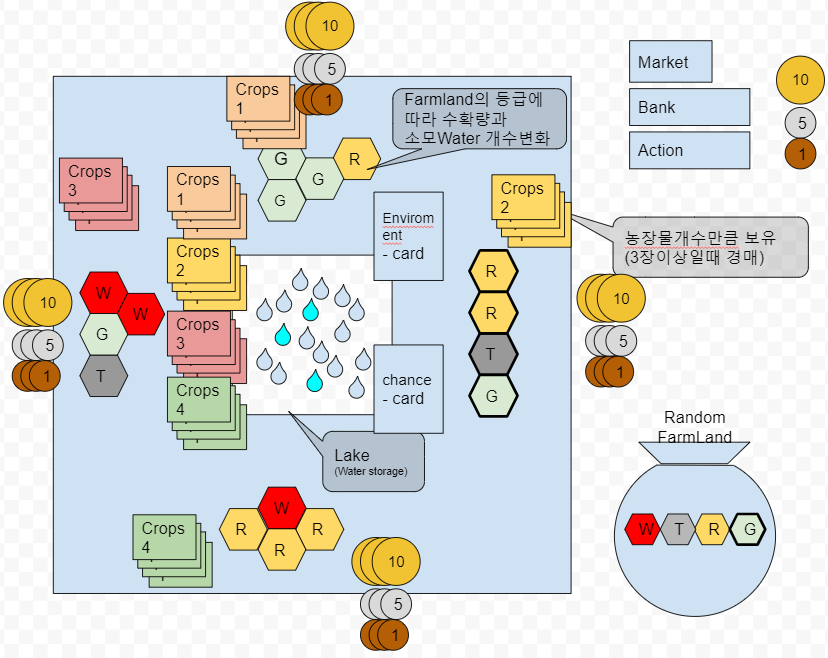 10
5
1
Crops
1
Farmland의 등급에
따라 수확량과
소모Water 개수변화
G
R
G
G
Market
Bank
Action
10
5
1
Crops
3
Crops
1
Crops
2
Crops
3
Crops
4
Envirom
ent
- card
Crops
2
농장물개수만큼 보유
(3장이상일때 경매)
10
5
1
W
W
G
T
R
R
T
G
10
5
1
chance
- card
Lake
(Water storage)
Random
FarmLand
W
T
R
G
Crops
4
W
R
R
R
10
5
1